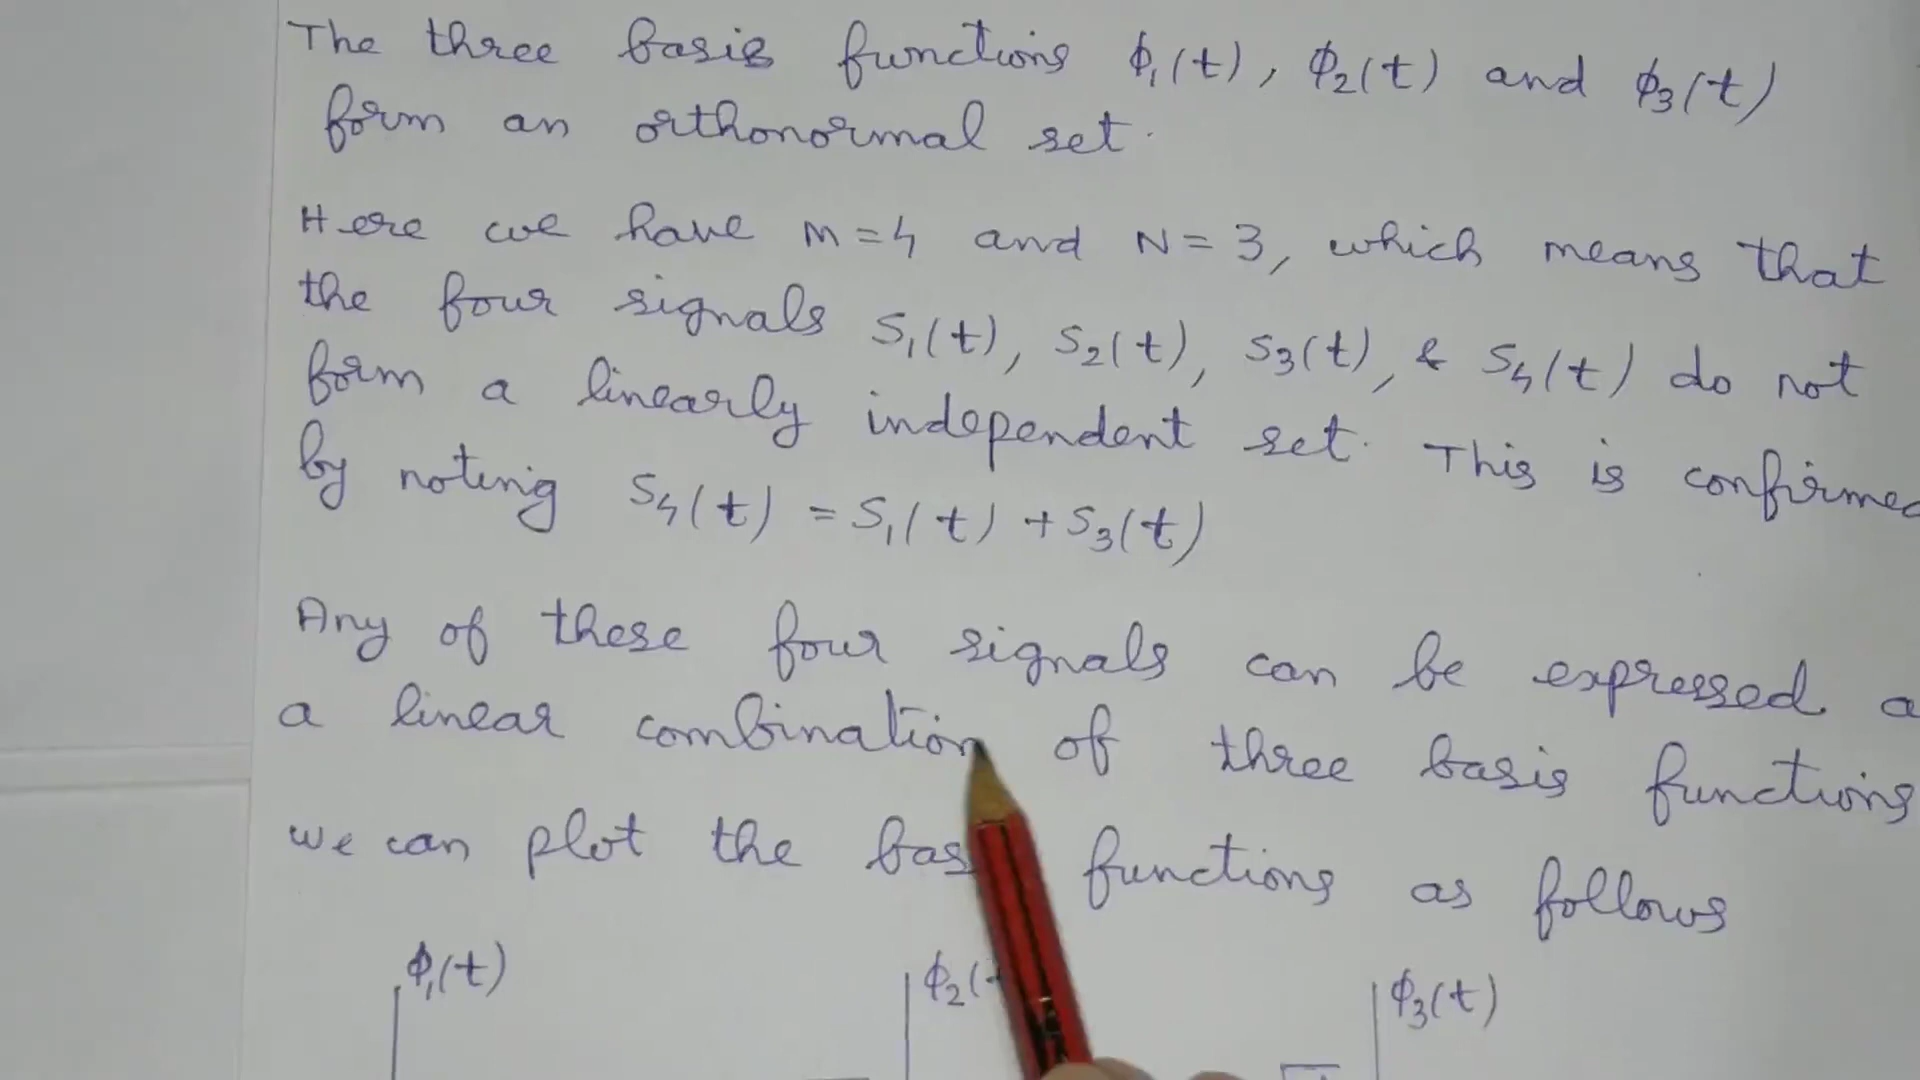 The three basis functions ϕ₁(t), ϕ₂(t) and ϕ₃(t)
form an orthonormal set.
Here we have M=4 and N=3, which means that
the four signals S₁(t), S₂(t), S₃(t), & S₄(t) do not
form a linearly independent set. This is confirmed
by noting S₄(t) = S₁(t) + S₃(t)
Any of these four signals can be expressed a
a linear combination of three basis functions
we can plot the bas functions as follows
ϕ₁(t) ϕ₂(t ϕ₃(t)